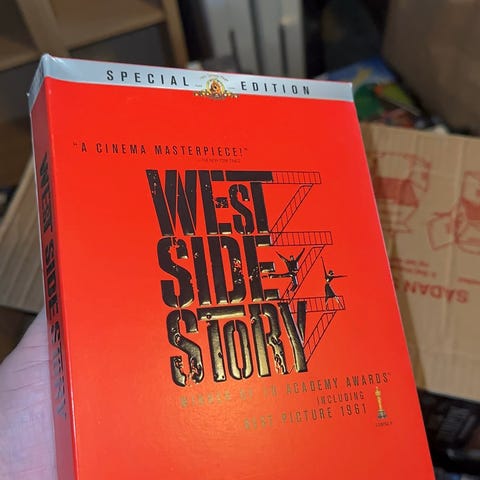 SPECIAL EDITION
"A CINEMA MASTERPIECE!"
WEST
SIDE
STORY
WINNER OF 10 ACADEMY AWARDS
INCLUDING
BEST PICTURE 1961
WEST SIDE STORY
SÅDAN